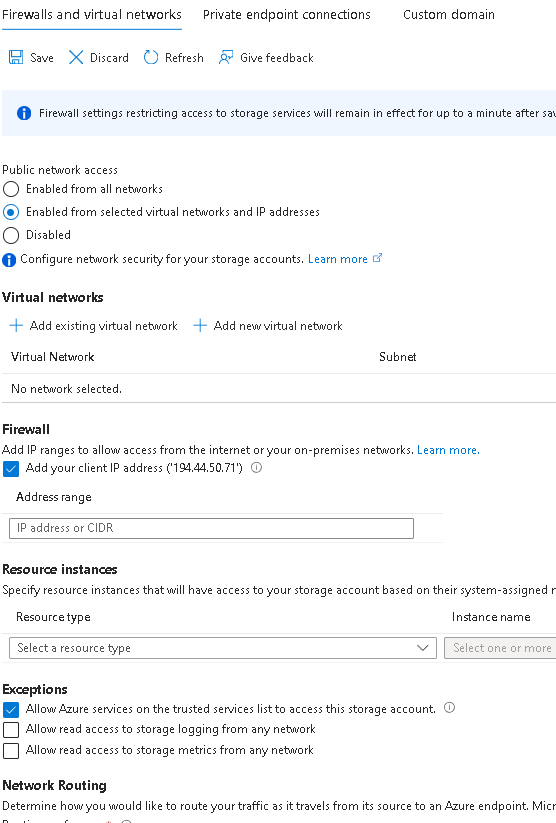 Firewalls and virtual networks Private endpoint connections Custom domain
Save Discard Refresh Give feedback
Firewall settings restricting access to storage services will remain in effect for up to a minute after sav
Public network access
Enabled from all networks
Enabled from selected virtual networks and IP addresses
Disabled
Configure network security for your storage accounts. Learn more
Virtual networks
Add existing virtual network Add new virtual network
Virtual Network Subnet
No network selected.
Firewall
Add IP ranges to allow access from the internet or your on-premises networks. Learn more.
Add your client IP address ('194.44.50.71')
Address range
IP address or CIDR
Resource instances
Specify resource instances that will have access to your storage account based on their system-assigned
Resource type Instance name
Select a resource type Select one or more
Exceptions
Allow Azure services on the trusted services list to access this storage account.
Allow read access to storage logging from any network
Allow read access to storage metrics from any network
Network Routing
Determine how you would like to route your traffic as it travels from its source to an Azure endpoint. Micr